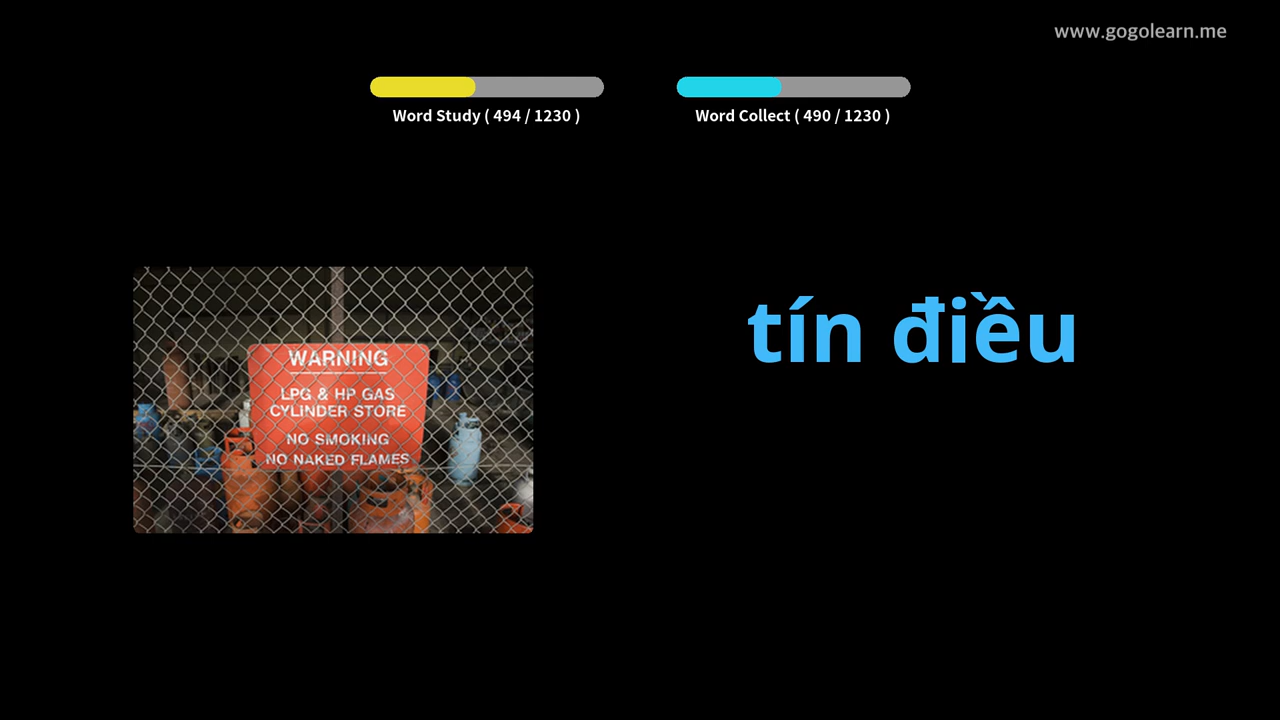 www.gogolearn.me
Word Study ( 494 / 1230 )
Word Collect ( 490 / 1230 )
WARNING
LPG & HP GAS
CYLINDER STORE
NO SMOKING
NO NAKED FLAMES
tín điều